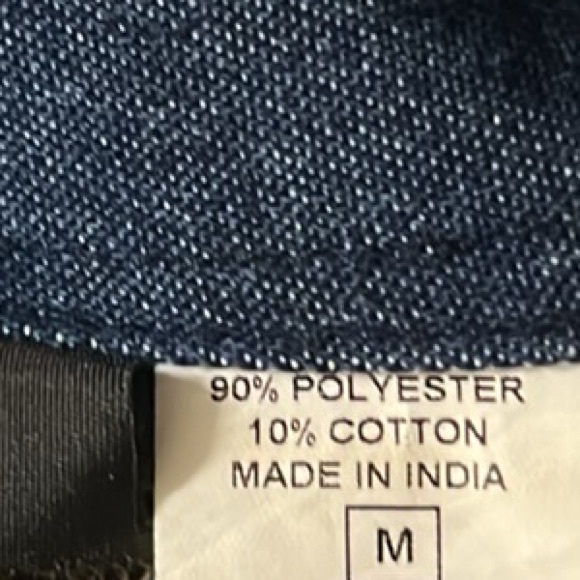 90% POLYESTER
10% COTTON
MADE IN INDIA
M